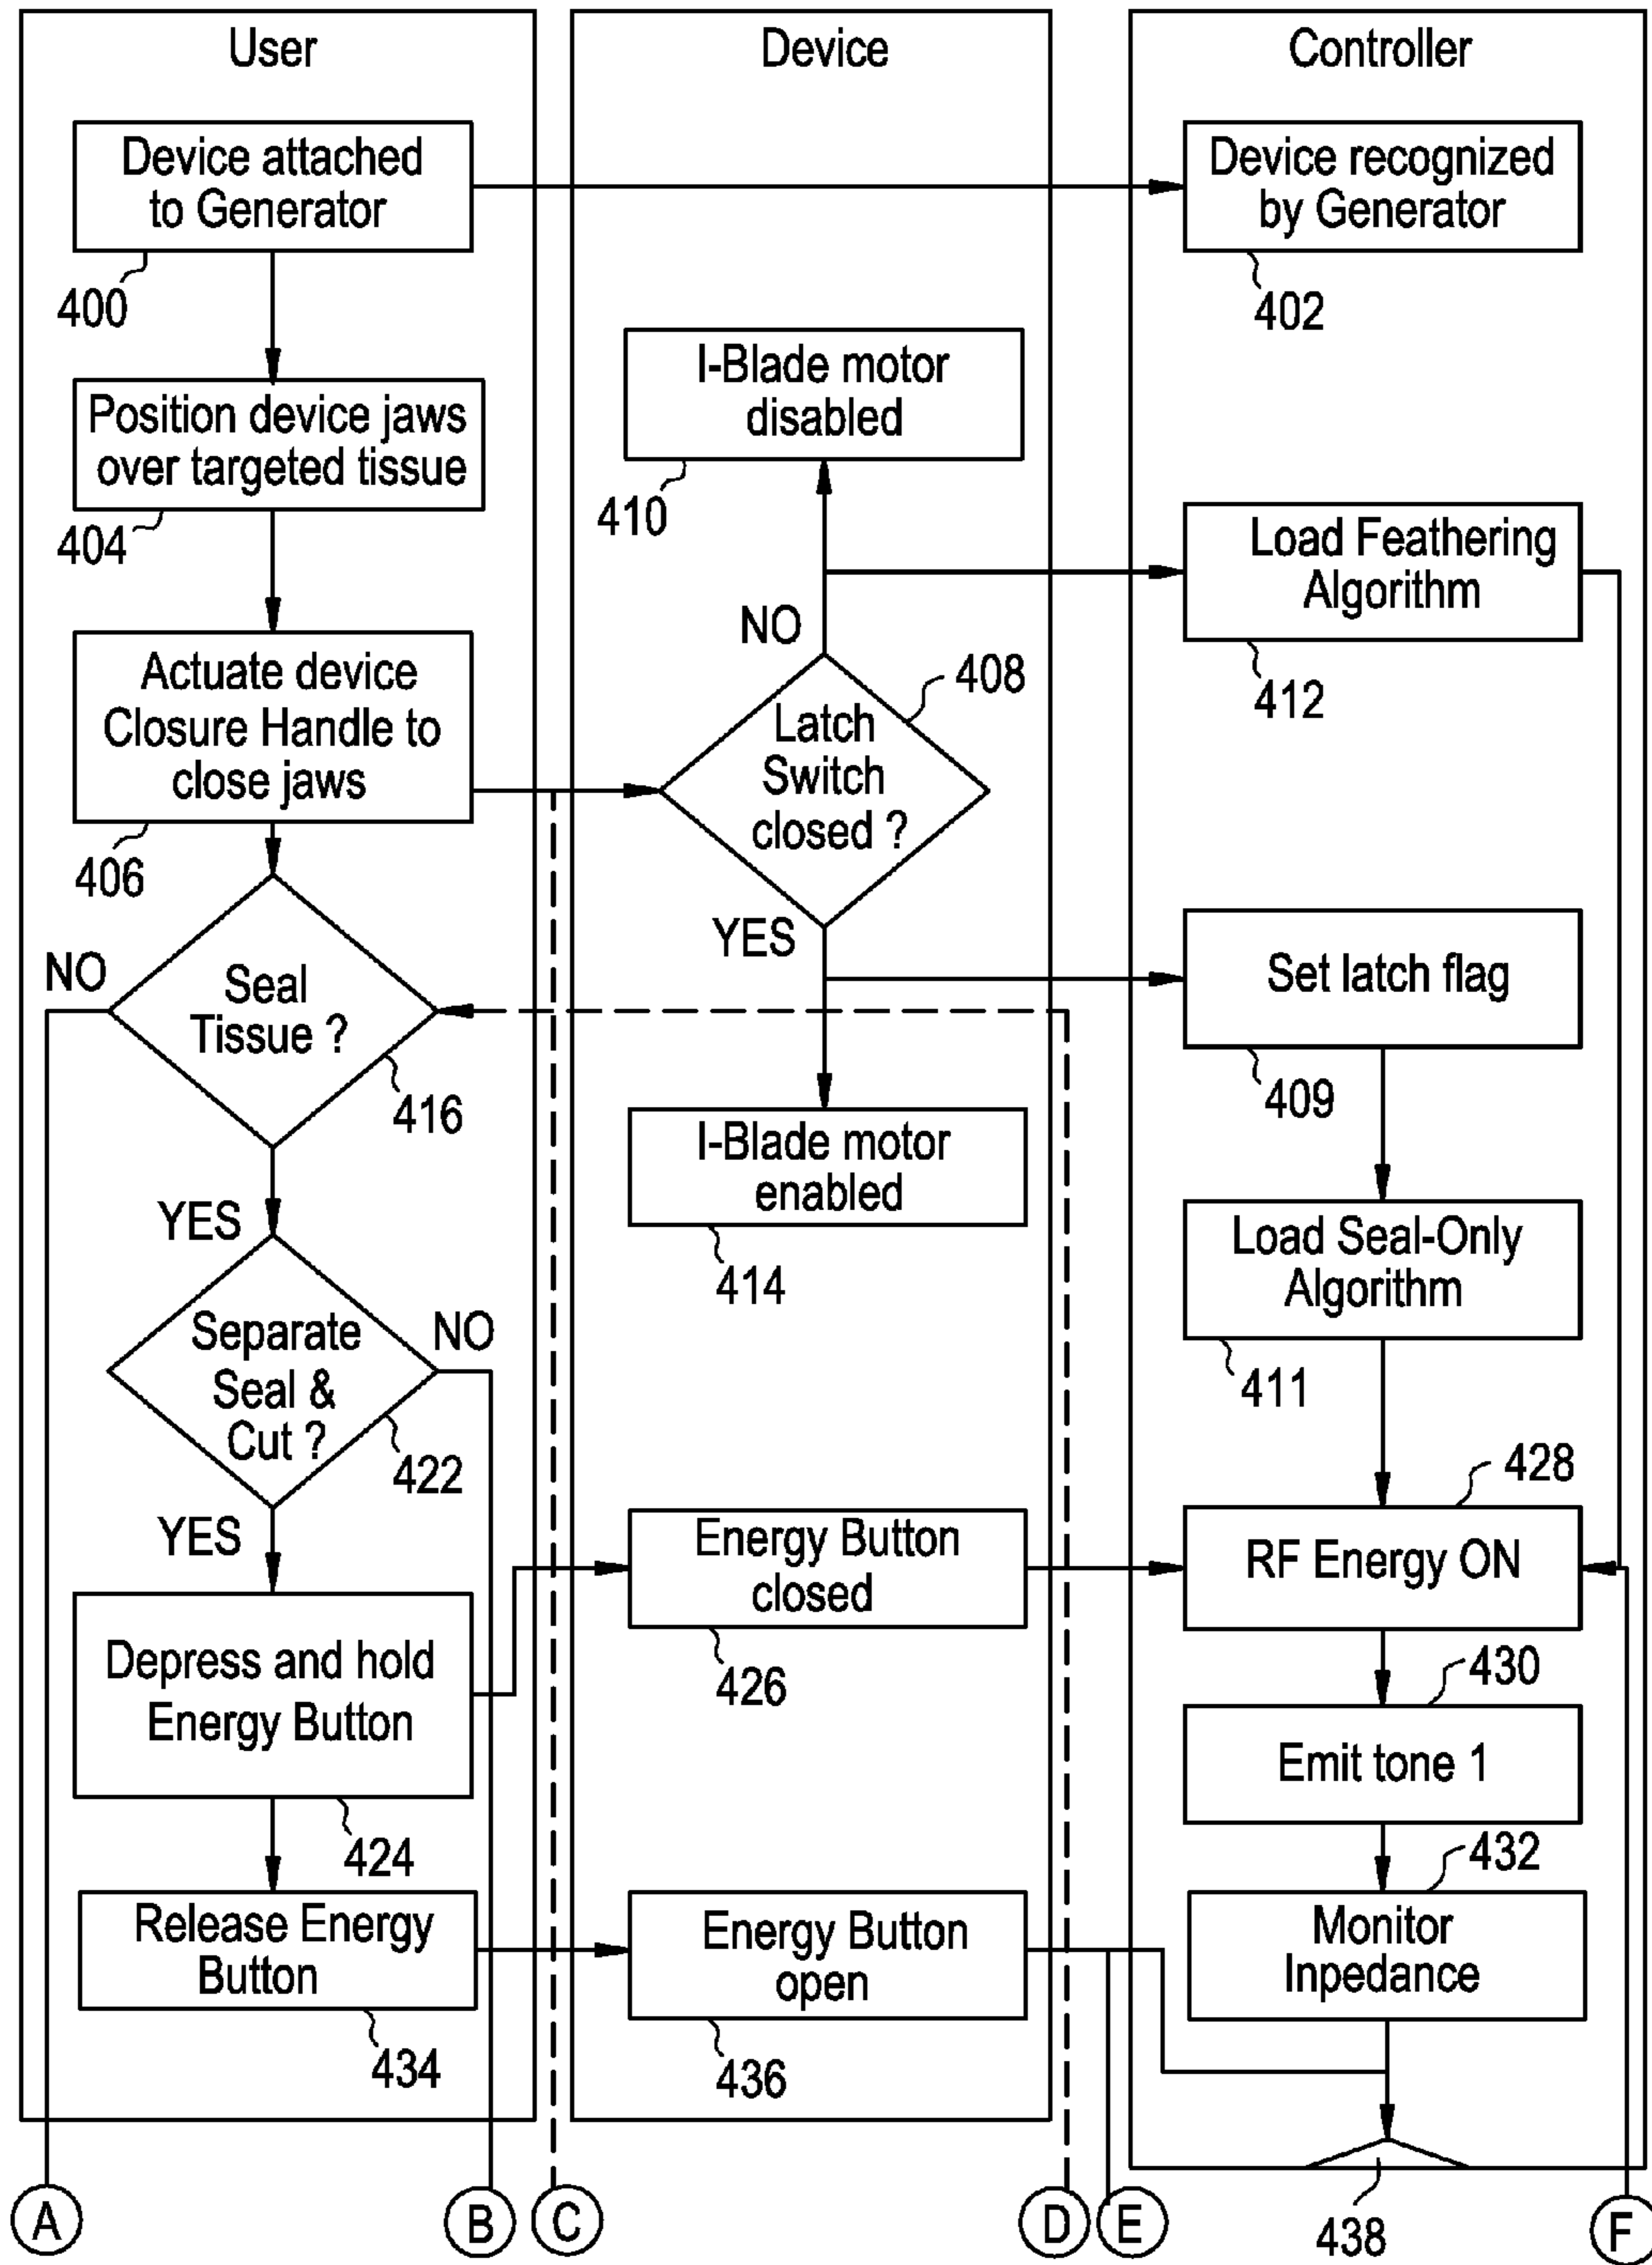 User
Device attached
to Generator
400
Position device jaws
over targeted tissue
404
Actuate device
Closure Handle to
close jaws
406
NO
Seal
Tissue ?
416
YES
Separate
Seal &
Cut ?
NO
422
YES
Depress and hold
Energy Button
424
Release Energy
Button
434
Device
I-Blade motor
disabled
410
NO
408
Latch
Switch
closed ?
YES
I-Blade motor
enabled
414
Energy Button
closed
426
Energy Button
open
436
Controller
Device recognized
by Generator
402
Load Feathering
Algorithm
412
Set latch flag
409
Load Seal-Only
Algorithm
411
428
RF Energy ON
430
Emit tone 1
432
Monitor
Inpedance
438
A
B
C
D
E
F